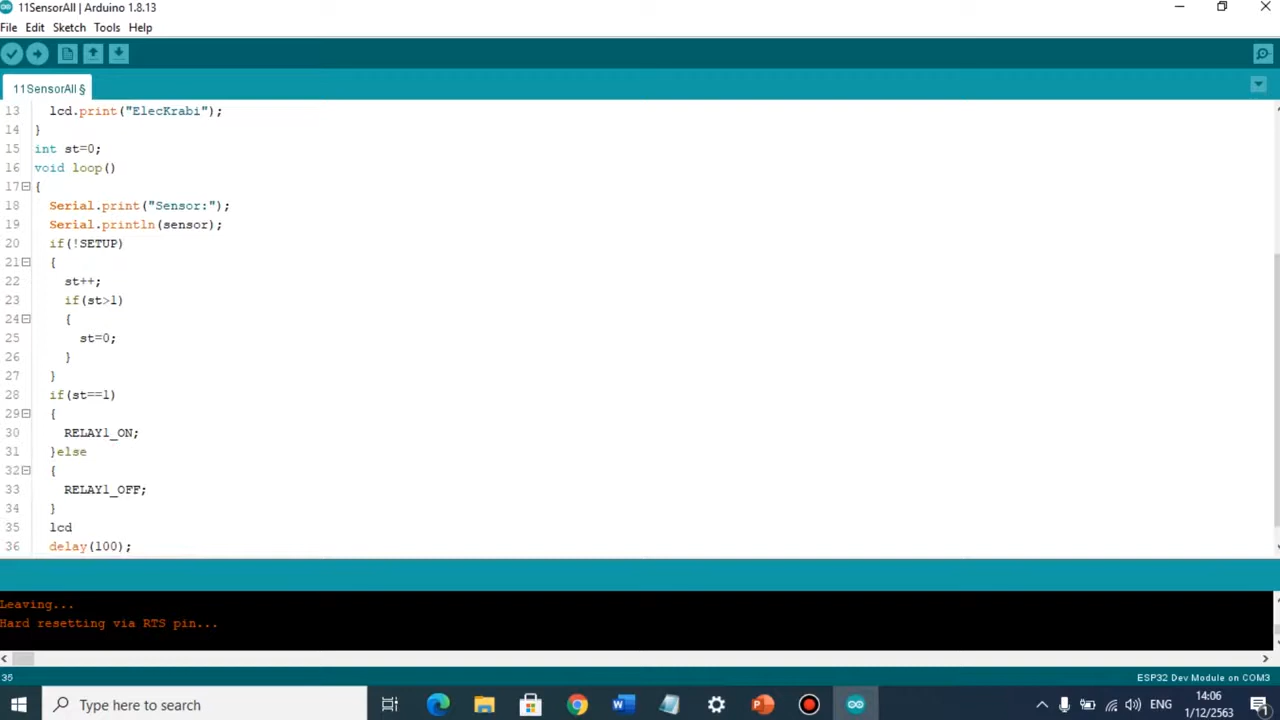 11SensorAll | Arduino 1.8.13
File Edit Sketch Tools Help
11SensorAll §
13 lcd.print("ElecKrabi");
14 }
15 int st=0;
16 void loop()
17 {
18 Serial.print("Sensor:");
19 Serial.println(sensor);
20 if(!SETUP)
21 {
22 st++;
23 if(st>1)
24 {
25 st=0;
26 }
27 }
28 if(st==1)
29 {
30 RELAY1_ON;
31 }else
32 {
33 RELAY1_OFF;
34 }
35 lcd
36 delay(100);
Leaving...
Hard resetting via RTS pin...
35 ESP32 Dev Module on COM3
Type here to search
ENG
14:06
1/12/2563
1